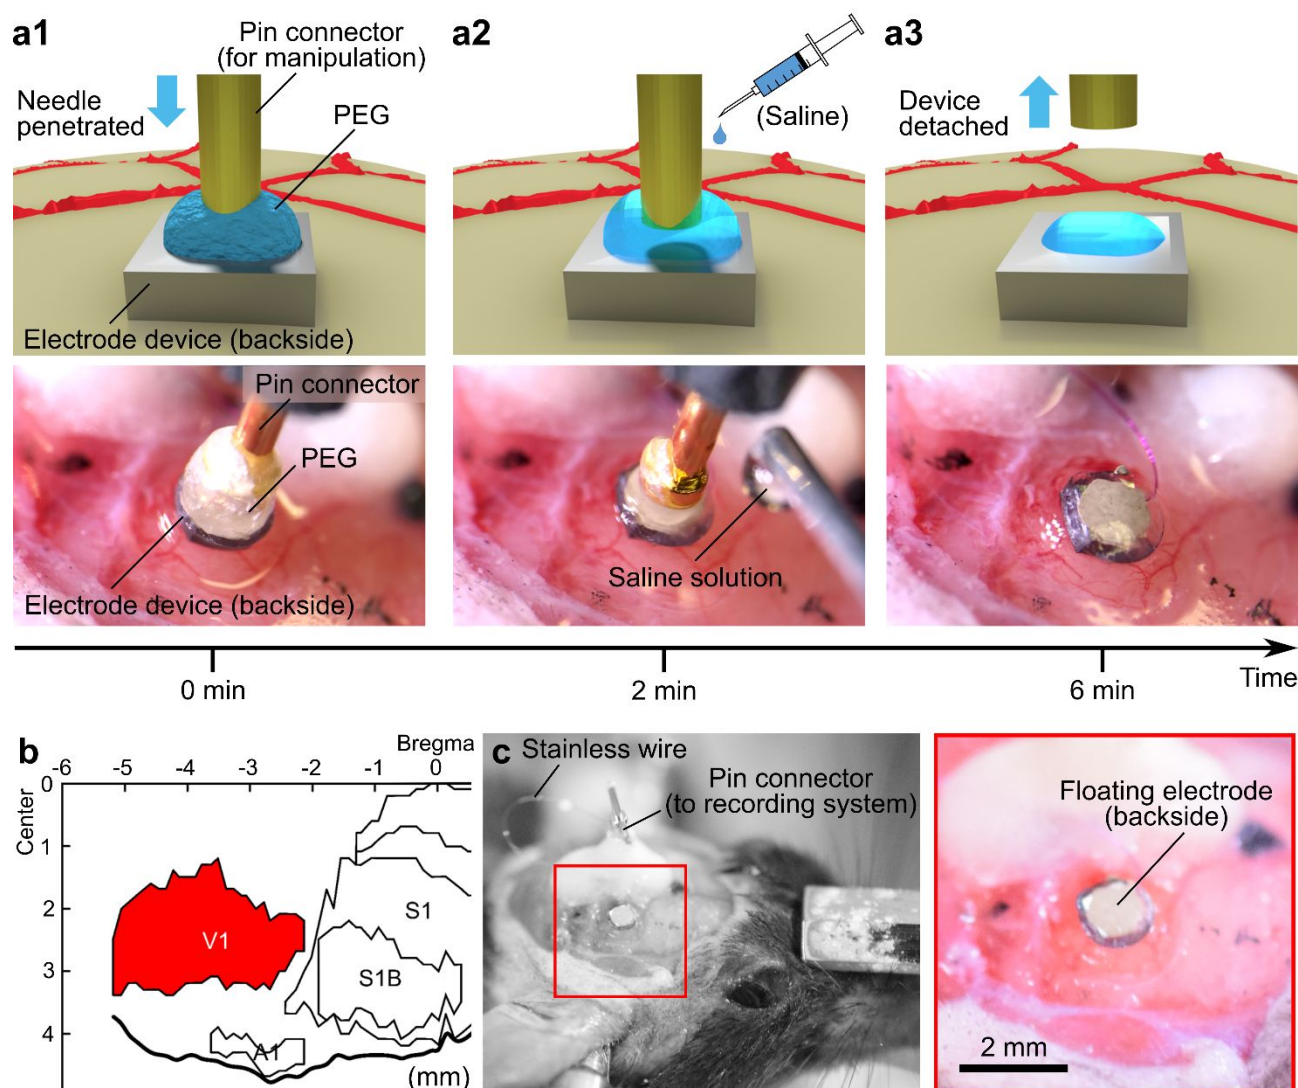 a1
Pin connector
(for manipulation)
Needle
penetrated
PEG
Electrode device (backside)
a2
(Saline)
a3
Device
detached
Pin connector
PEG
Electrode device (backside)
Saline solution
0 min
2 min
6 min
Time
b
Bregma
-6 -5 -4 -3 -2 -1 0
Center
0
1
2
3
4
V1
S1
S1B
A1
(mm)
c
Stainless wire
Pin connector
(to recording system)
Floating electrode
(backside)
2 mm